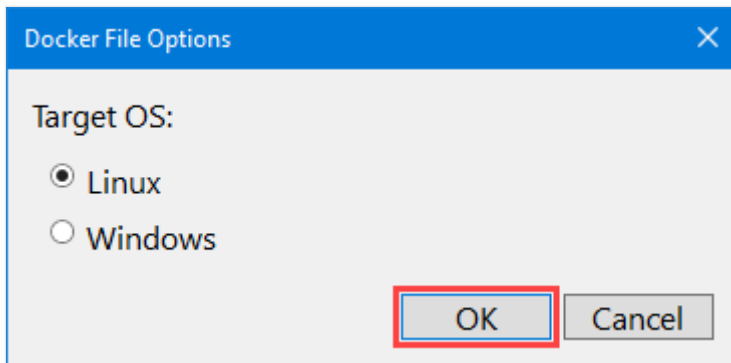 Docker File Options
Target OS:
Linux
Windows
OK Cancel